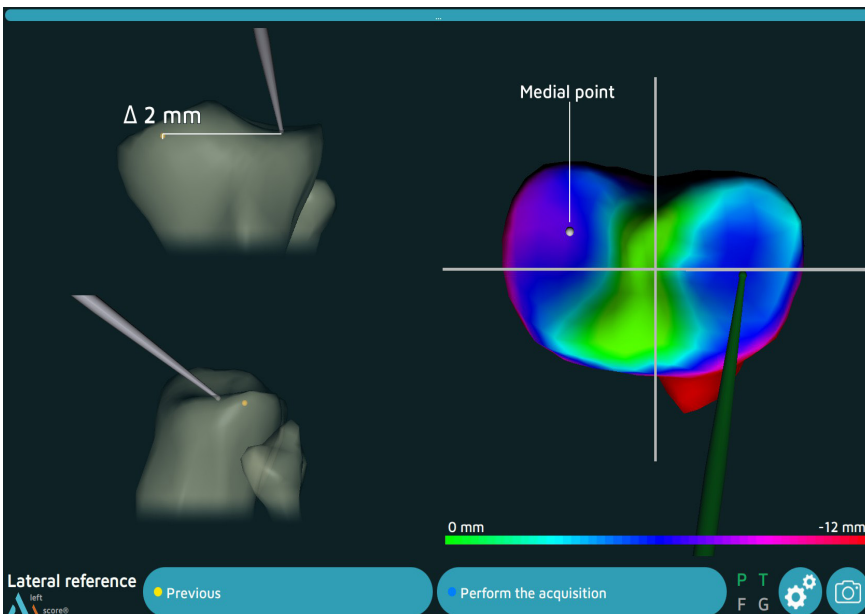 ...
Δ 2 mm
Medial point
0 mm
-12 mm
Lateral reference
left
score®
Previous
Perform the acquisition
P T
F G